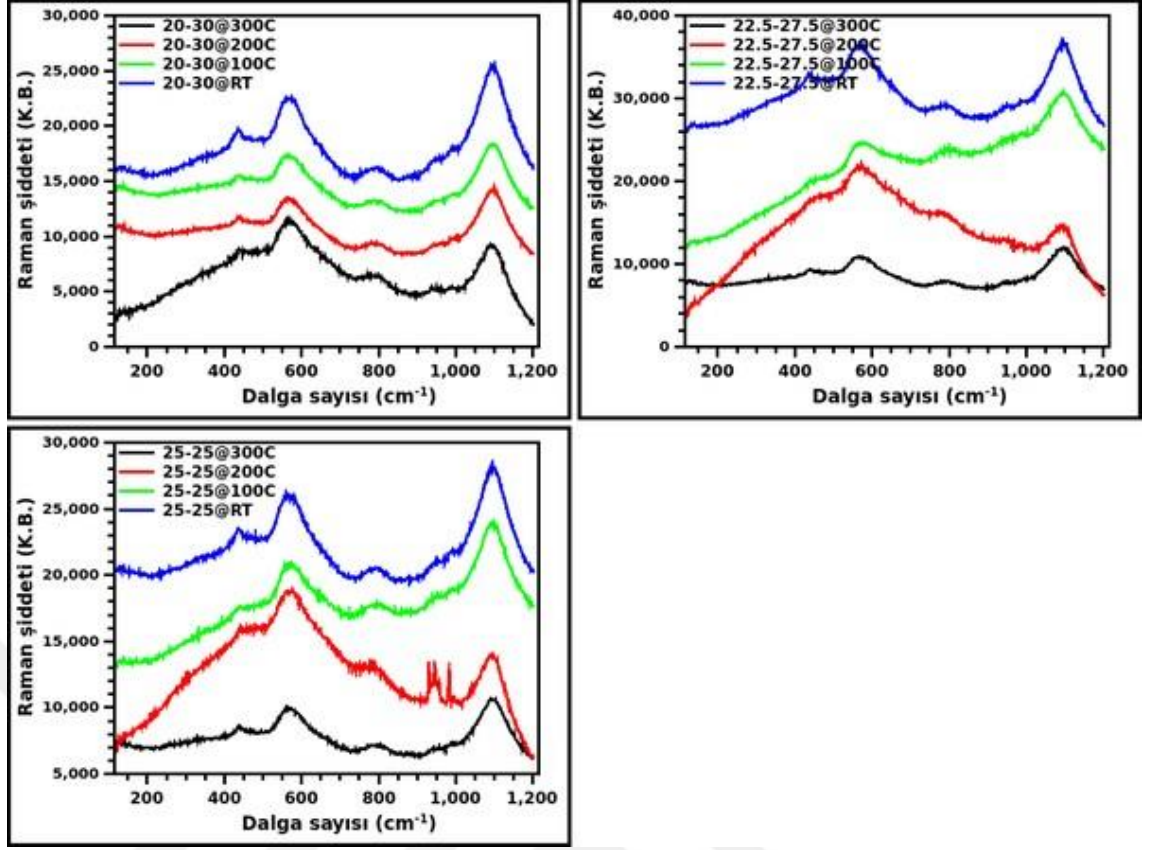 30,000
25,000
20,000
15,000
10,000
5,000
0
Raman şiddeti (K.B.)
20-30@300C
20-30@200C
20-30@100C
20-30@RT
200 400 600 800 1,000 1,200
Dalga sayısı (cm⁻¹)
40,000
30,000
20,000
10,000
0
Raman şiddeti (K.B.)
22.5-27.5@300C
22.5-27.5@200C
22.5-27.5@100C
22.5-27.5@RT
200 400 600 800 1,000 1,200
Dalga sayısı (cm⁻¹)
30,000
25,000
20,000
15,000
10,000
5,000
Raman şiddeti (K.B.)
25-25@300C
25-25@200C
25-25@100C
25-25@RT
200 400 600 800 1,000 1,200
Dalga sayısı (cm⁻¹)